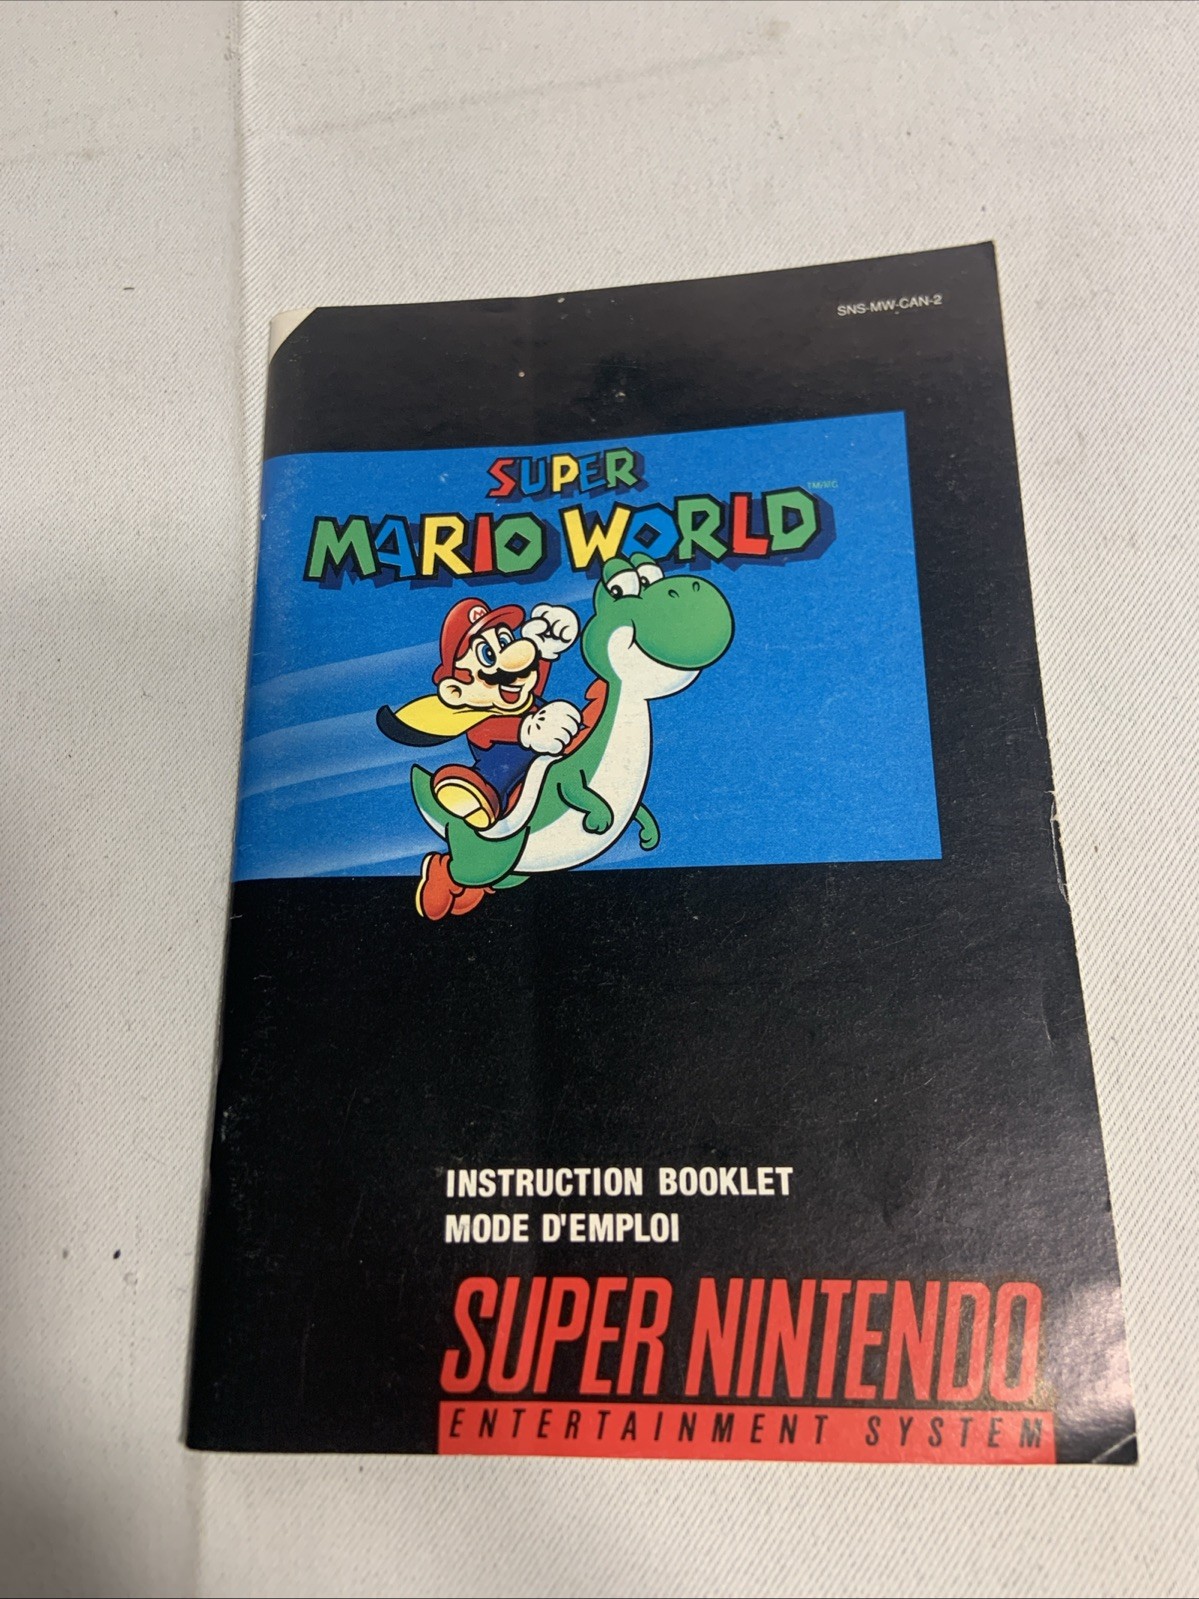 SNS-MW-CAN-2
SUPER
MARIO WORLD
TM/MC
M
INSTRUCTION BOOKLET
MODE D'EMPLOI
SUPER NINTENDO
ENTERTAINMENT SYSTEM